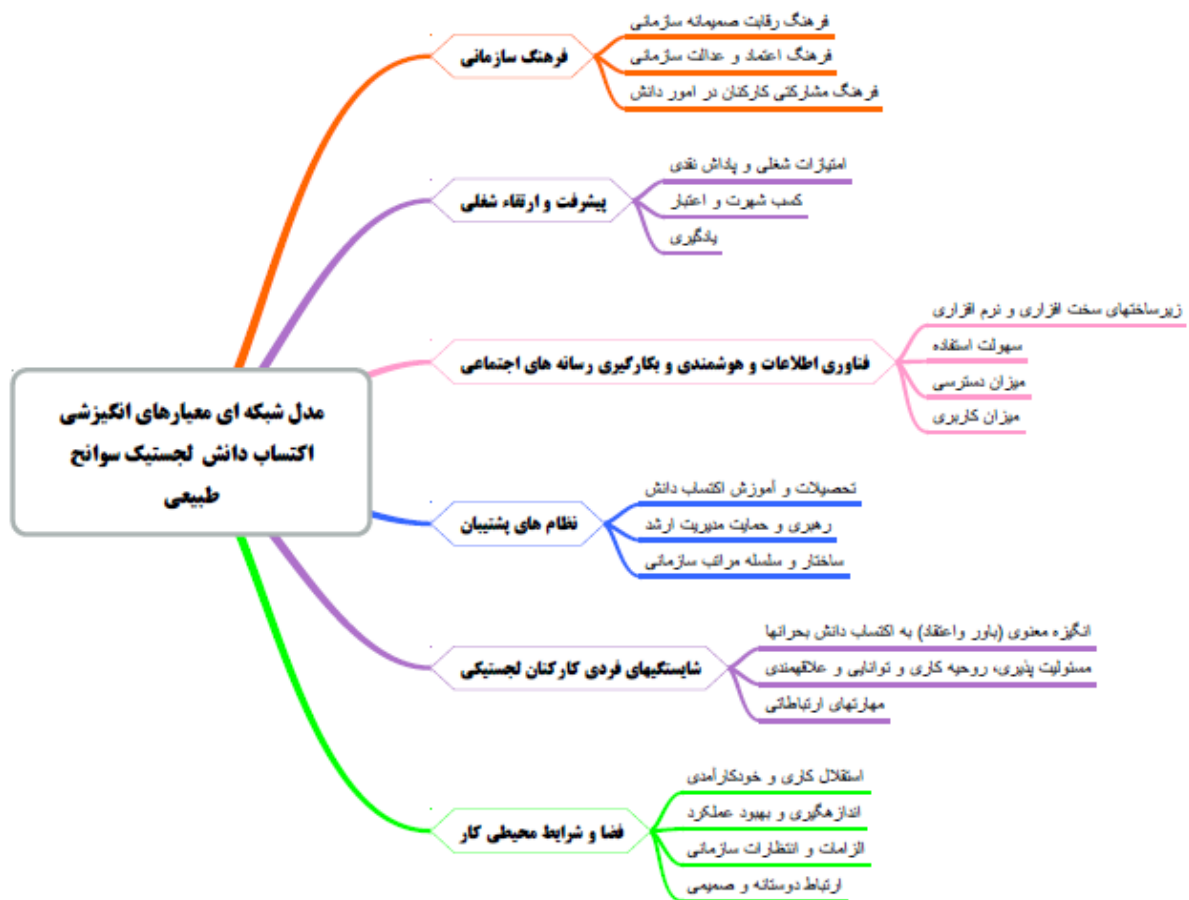 مدل شبکه ای معیارهای انگیزشی
اکتساب دانش لجستیک سوانح
طبیعی
فرهنگ سازمانی
فرهنگ رقابت صمیمانه سازمانی
فرهنگ اعتماد و عدالت سازمانی
فرهنگ مشارکتی کارکنان در امور دانش
پیشرفت و ارتقاء شغلی
امتیازات شغلی و پاداش نقدی
کسب شهرت و اعتبار
یادگیری
فناوری اطلاعات و هوشمندی و بکارگیری رسانه های اجتماعی
زیرساختهای سخت افزاری و نرم افزاری
سهولت استفاده
میزان دسترسی
میزان کاربری
نظام های پشتیبان
تحصیلات و آموزش اکتساب دانش
رهبری و حمایت مدیریت ارشد
ساختار و سلسله مراتب سازمانی
شایستگیهای فردی کارکنان لجستیکی
انگیزه معنوی (باور واعتقاد) به اکتساب دانش بحرانها
مسئولیت پذیری، روحیه کاری و توانایی و علاقهمندی
مهارتهای ارتباطاتی
فضا و شرایط محیطی کار
استقلال کاری و خودکارآمدی
اندازهگیری و بهبود عملکرد
الزامات و انتظارات سازمانی
ارتباط دوستانه و صمیمی